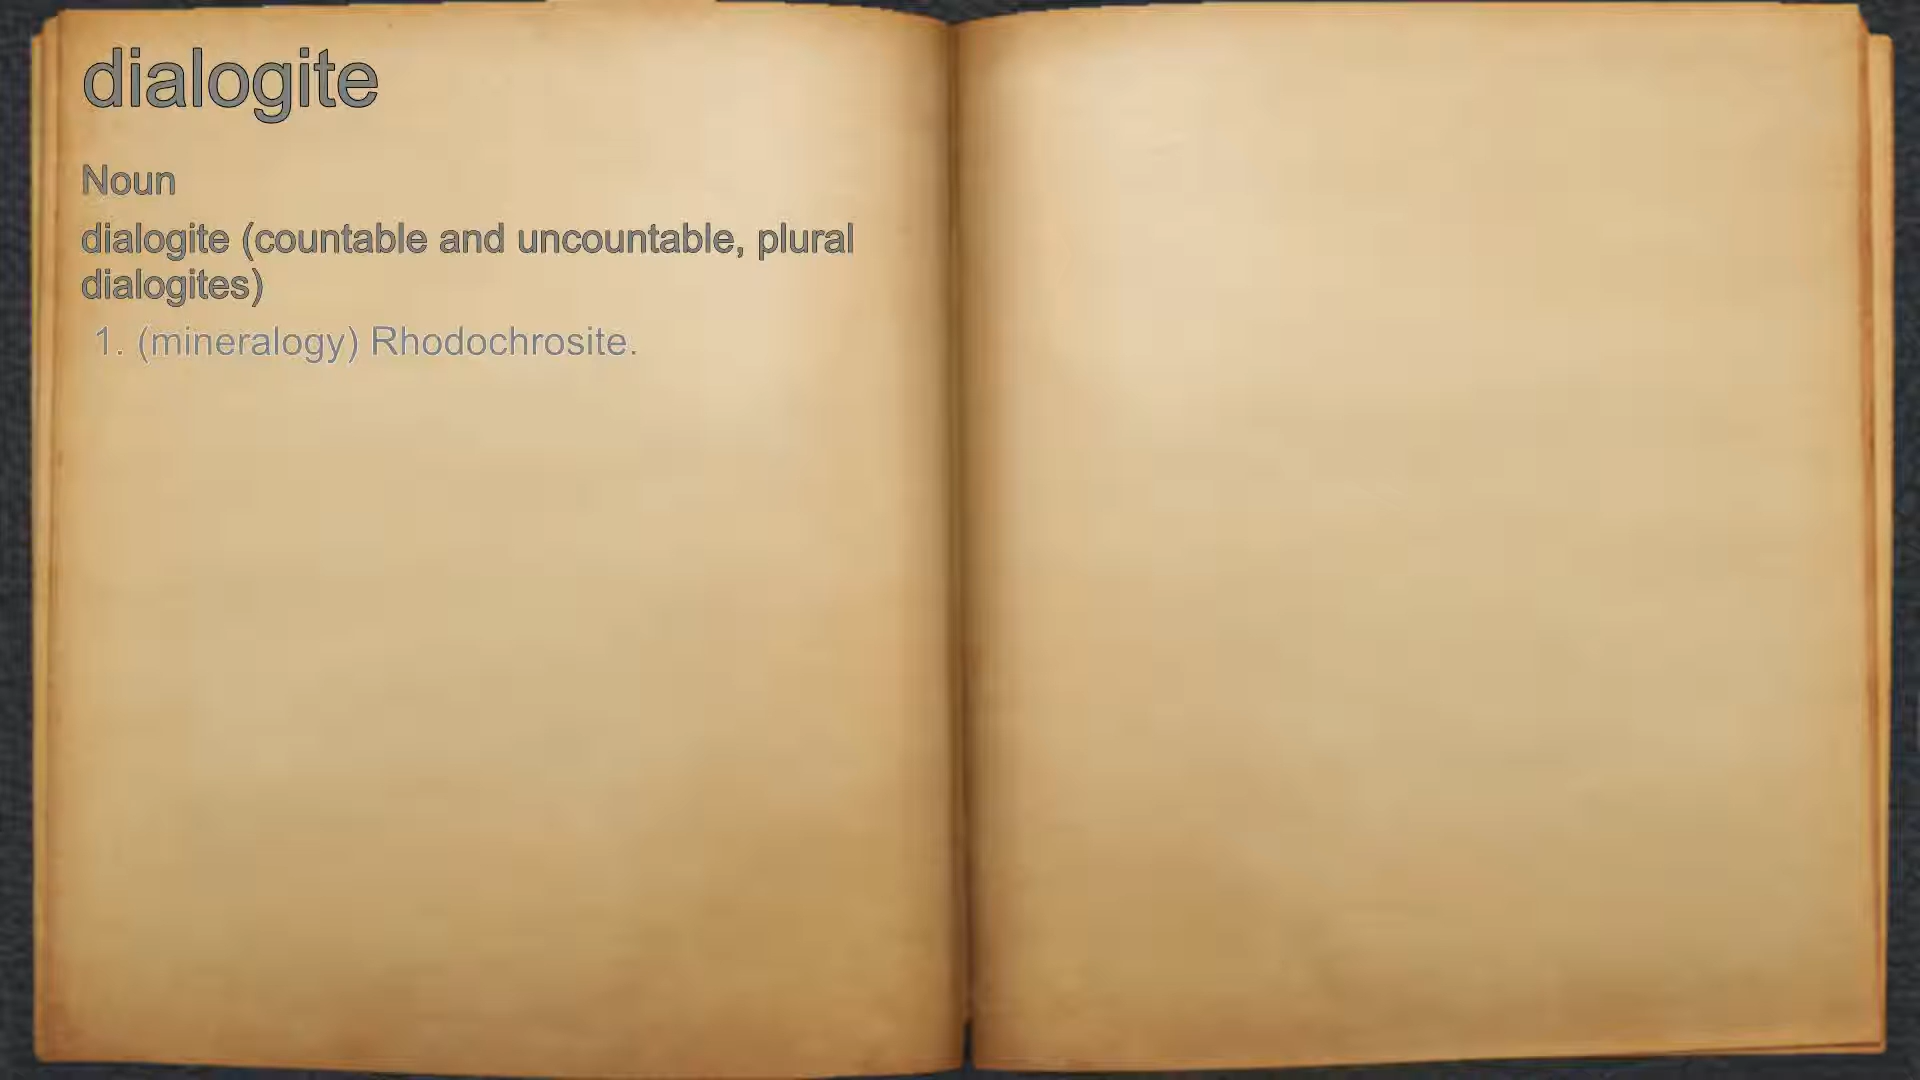 dialogite
Noun
dialogite (countable and uncountable, plural
dialogites)
1. (mineralogy) Rhodochrosite.